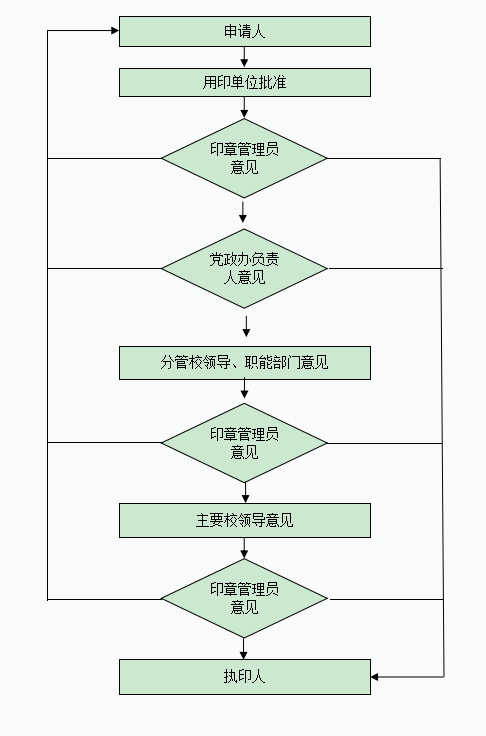 申请人
用印单位批准
印章管理员
意见
党政办负责
人意见
分管校领导、职能部门意见
印章管理员
意见
主要校领导意见
印章管理员
意见
执印人